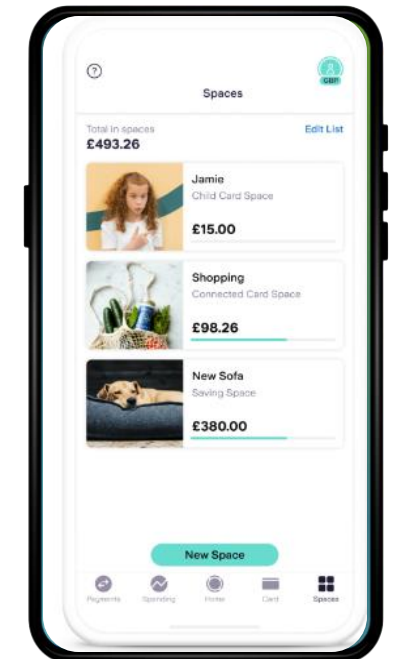 ?
GBP
Spaces
Total in spaces
Edit List
£493.26
Jamie
Child Card Space
£15.00
Shopping
Connected Card Space
£98.26
New Sofa
Saving Space
£380.00
New Space
Payments
Spending
Home
Card
Spaces